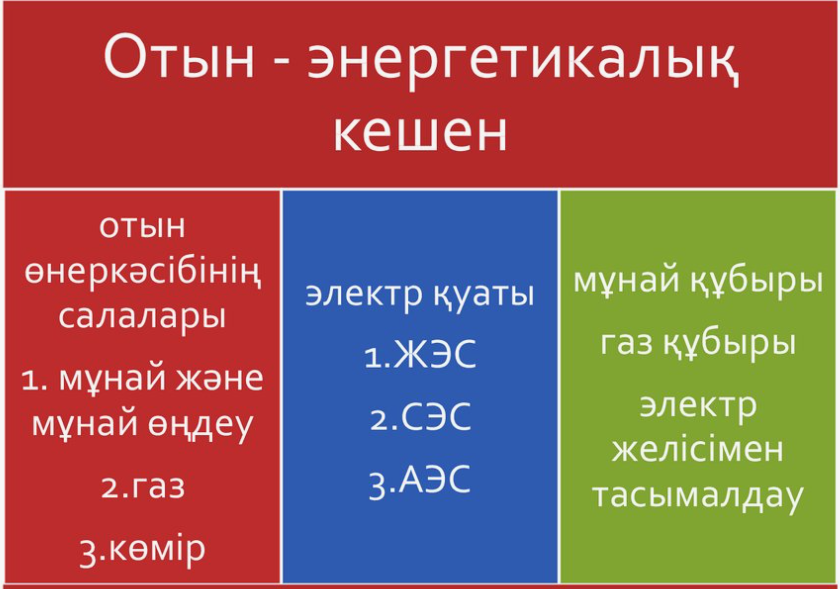 Отын - энергетикалық
кешен
отын
өнеркәсібінің
салалары
1. мұнай және
мұнай өңдеу
2.газ
3.көмір
электр қуаты
1.ЖЭС
2.СЭС
3.АЭС
мұнай құбыры
газ құбыры
электр
желісімен
тасымалдау